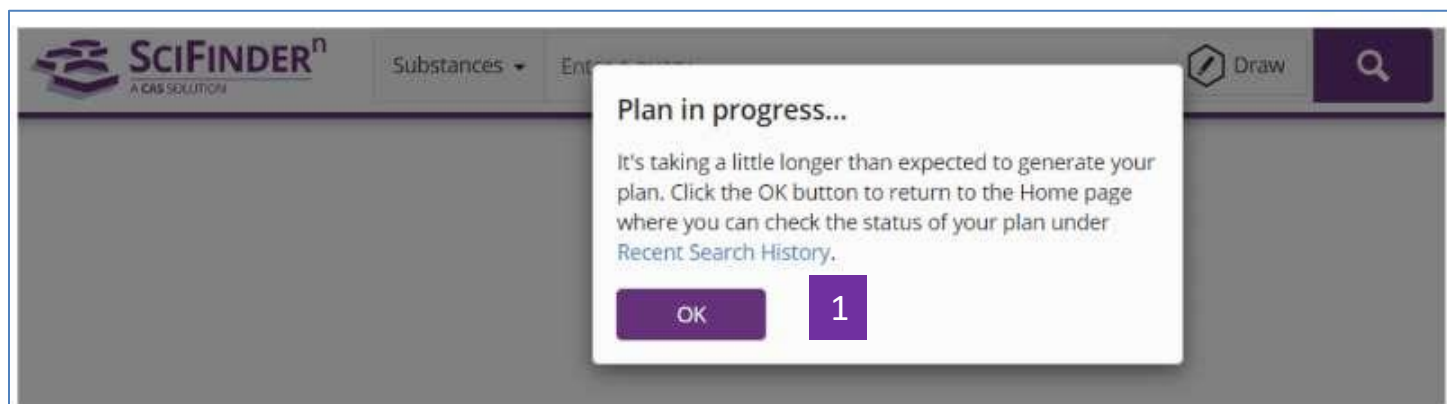 SCIFINDERⁿ
A CAS SOLUTION
Substances
Draw
Plan in progress...
It's taking a little longer than expected to generate your
plan. Click the OK button to return to the Home page
where you can check the status of your plan under
Recent Search History.
OK
1